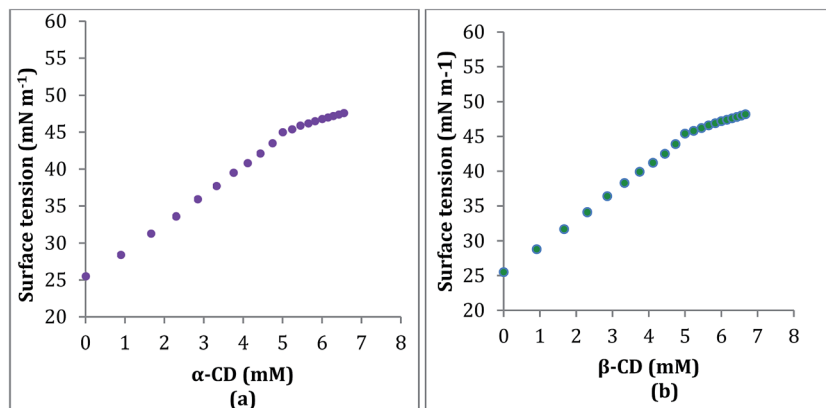 Surface tension (mN m⁻¹)
60
55
50
45
40
35
30
25
20
0 1 2 3 4 5 6 7 8
α-CD (mM)
(a)
Surface tension (mN m-1)
60
55
50
45
40
35
30
25
20
0 1 2 3 4 5 6 7 8
β-CD (mM)
(b)